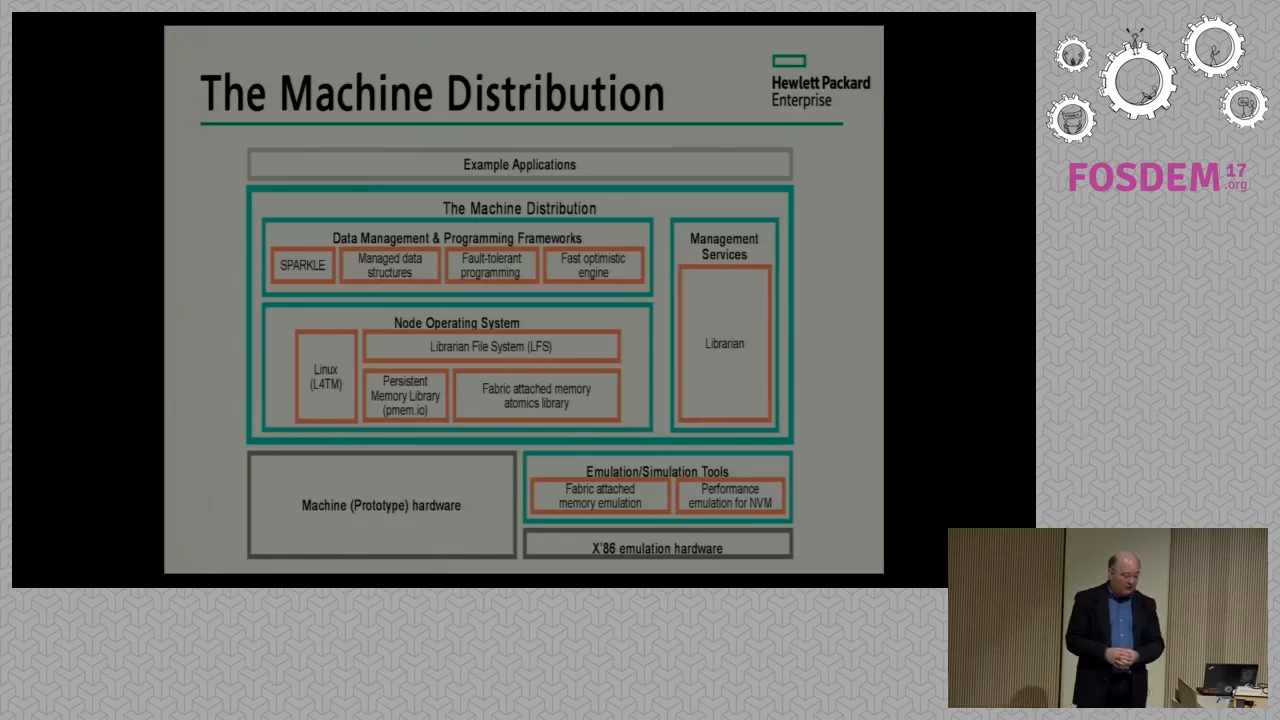 The Machine Distribution
Hewlett Packard
Enterprise
Example Applications
The Machine Distribution
Data Management & Programming Frameworks
SPARKLE
Managed data
structures
Fault-tolerant
programming
Fast optimistic
engine
Management
Services
Librarian
Node Operating System
Linux
(L4TM)
Librarian File System (LFS)
Persistent
Memory Library
(pmem.io)
Fabric attached memory
atomics library
Machine (Prototype) hardware
Emulation/Simulation Tools
Fabric attached
memory emulation
Performance
emulation for NVM
X'86 emulation hardware
FOSDEM 17
.org